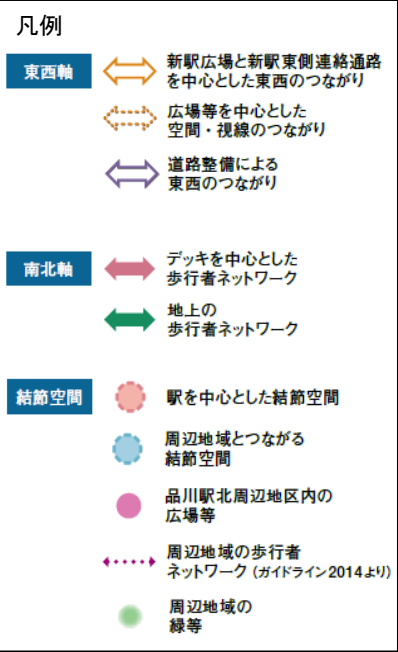 凡例
東西軸
新駅広場と新駅東側連絡通路
を中心とした東西のつながり
広場等を中心とした
空間・視線のつながり
道路整備による
東西のつながり
南北軸
デッキを中心とした
歩行者ネットワーク
地上の
歩行者ネットワーク
結節空間
駅を中心とした結節空間
周辺地域とつながる
結節空間
品川駅北周辺地区内の
広場等
周辺地域の歩行者
ネットワーク（ガイドライン2014より）
周辺地域の
緑等